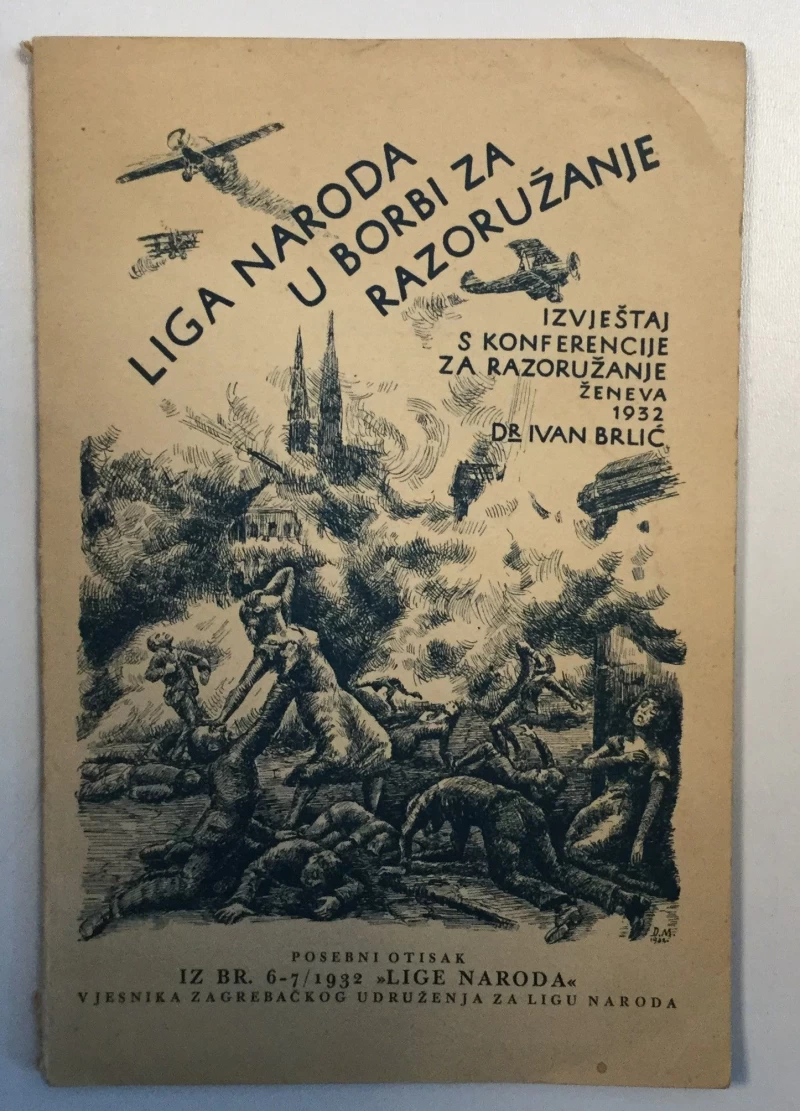 LIGA NARODA
U BORBI ZA
RAZORUŽANJE
IZVJEŠTAJ
S KONFERENCIJE
ZA RAZORUŽANJE
ŽENEVA
1932
DR IVAN BRLIĆ
D.M.
1932.
POSEBNI OTISAK
IZ BR. 6-7/1932 »LIGE NARODA«
VJESNIKA ZAGREBAČKOG UDRUŽENJA ZA LIGU NARODA